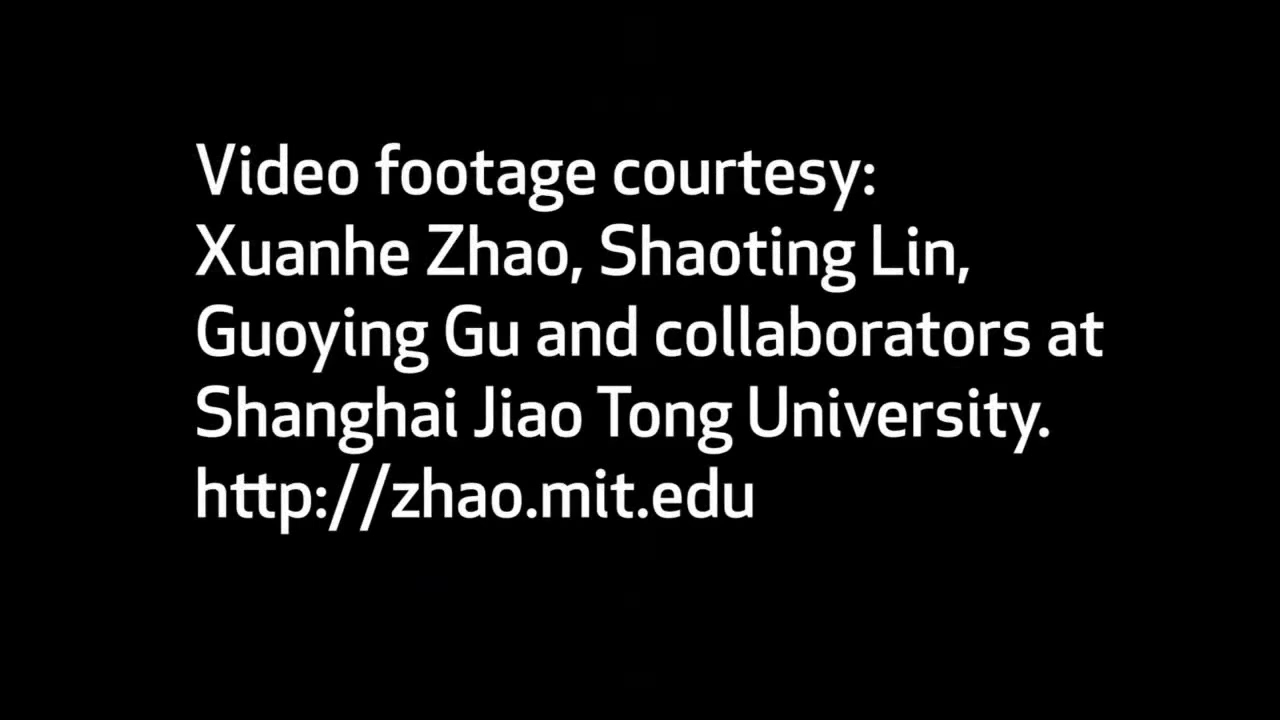 Video footage courtesy:
Xuanhe Zhao, Shaoting Lin,
Guoying Gu and collaborators at
Shanghai Jiao Tong University.
http://zhao.mit.edu